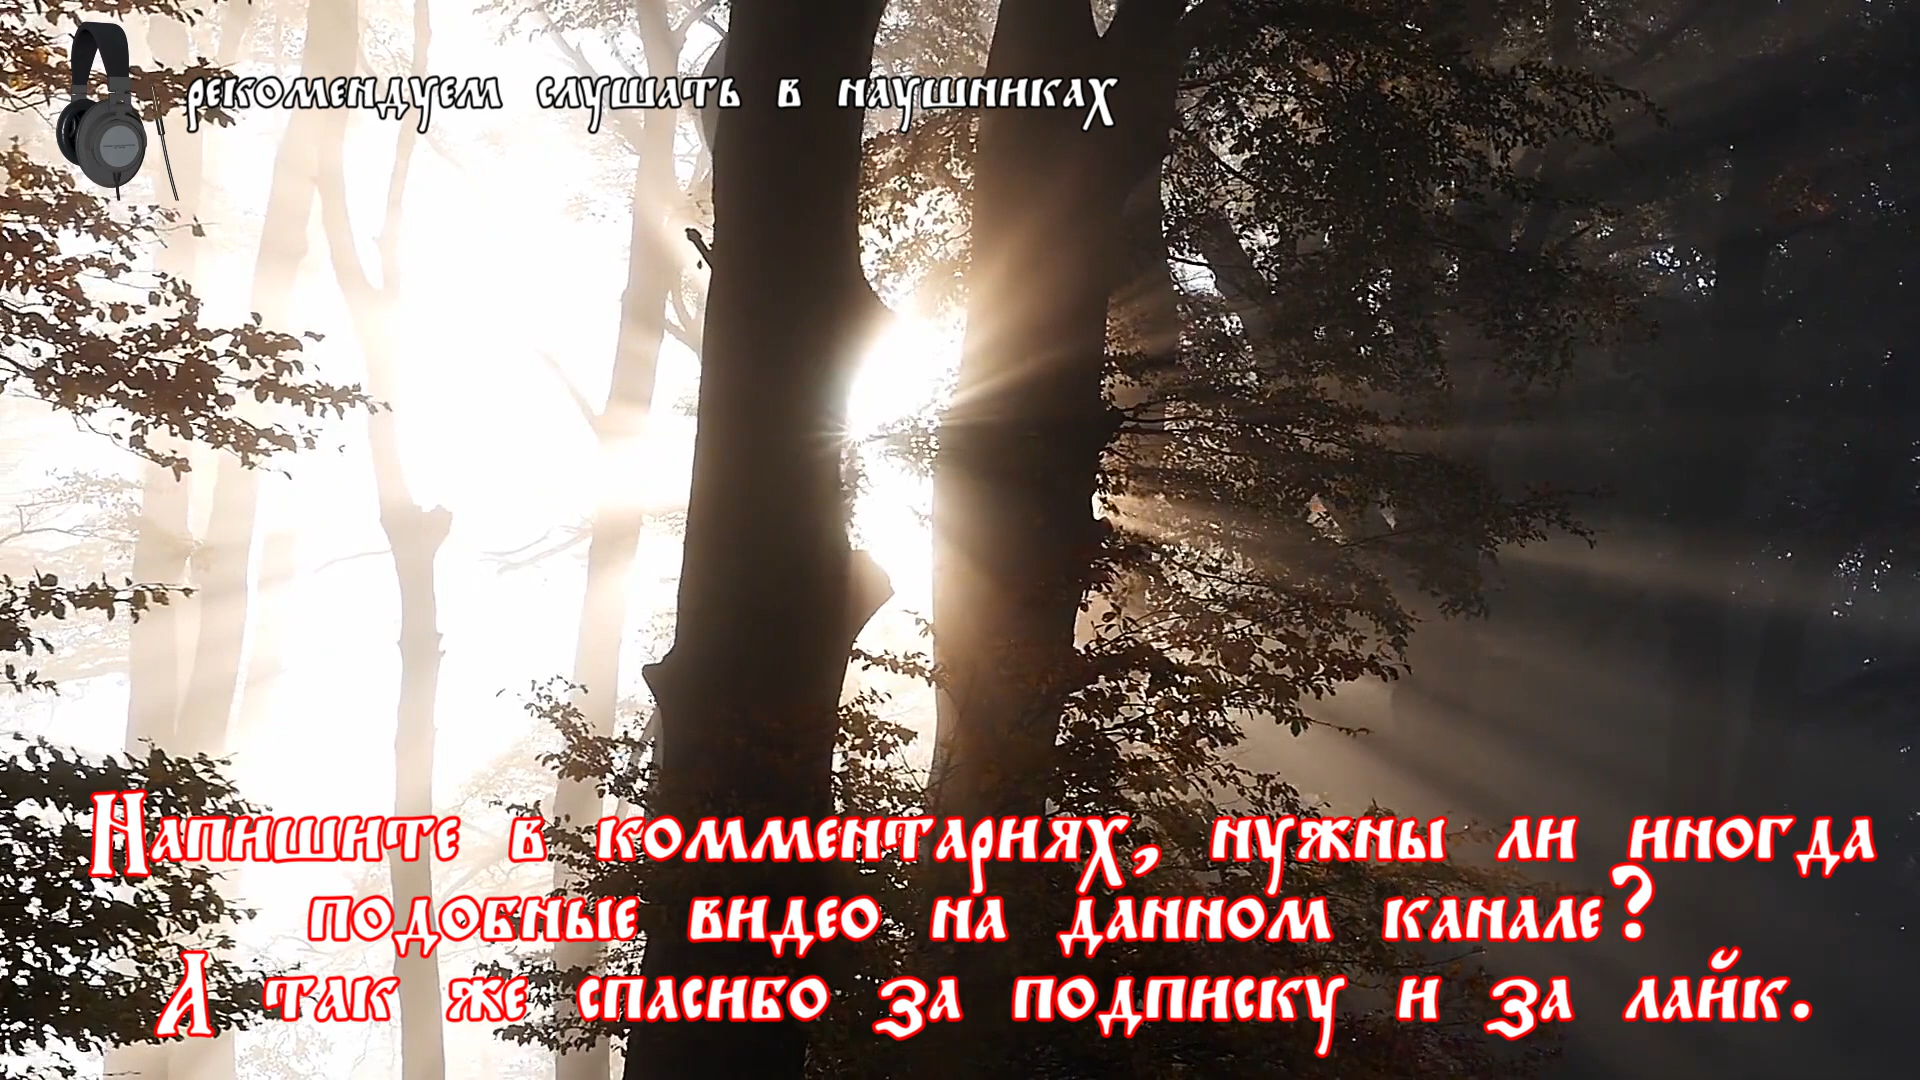 рекомендуем слушать в наушниках
Напишите в комментариях, нужны ли иногда
подобные видео на данном канале?
А так же спасибо за подписку и за лайк.